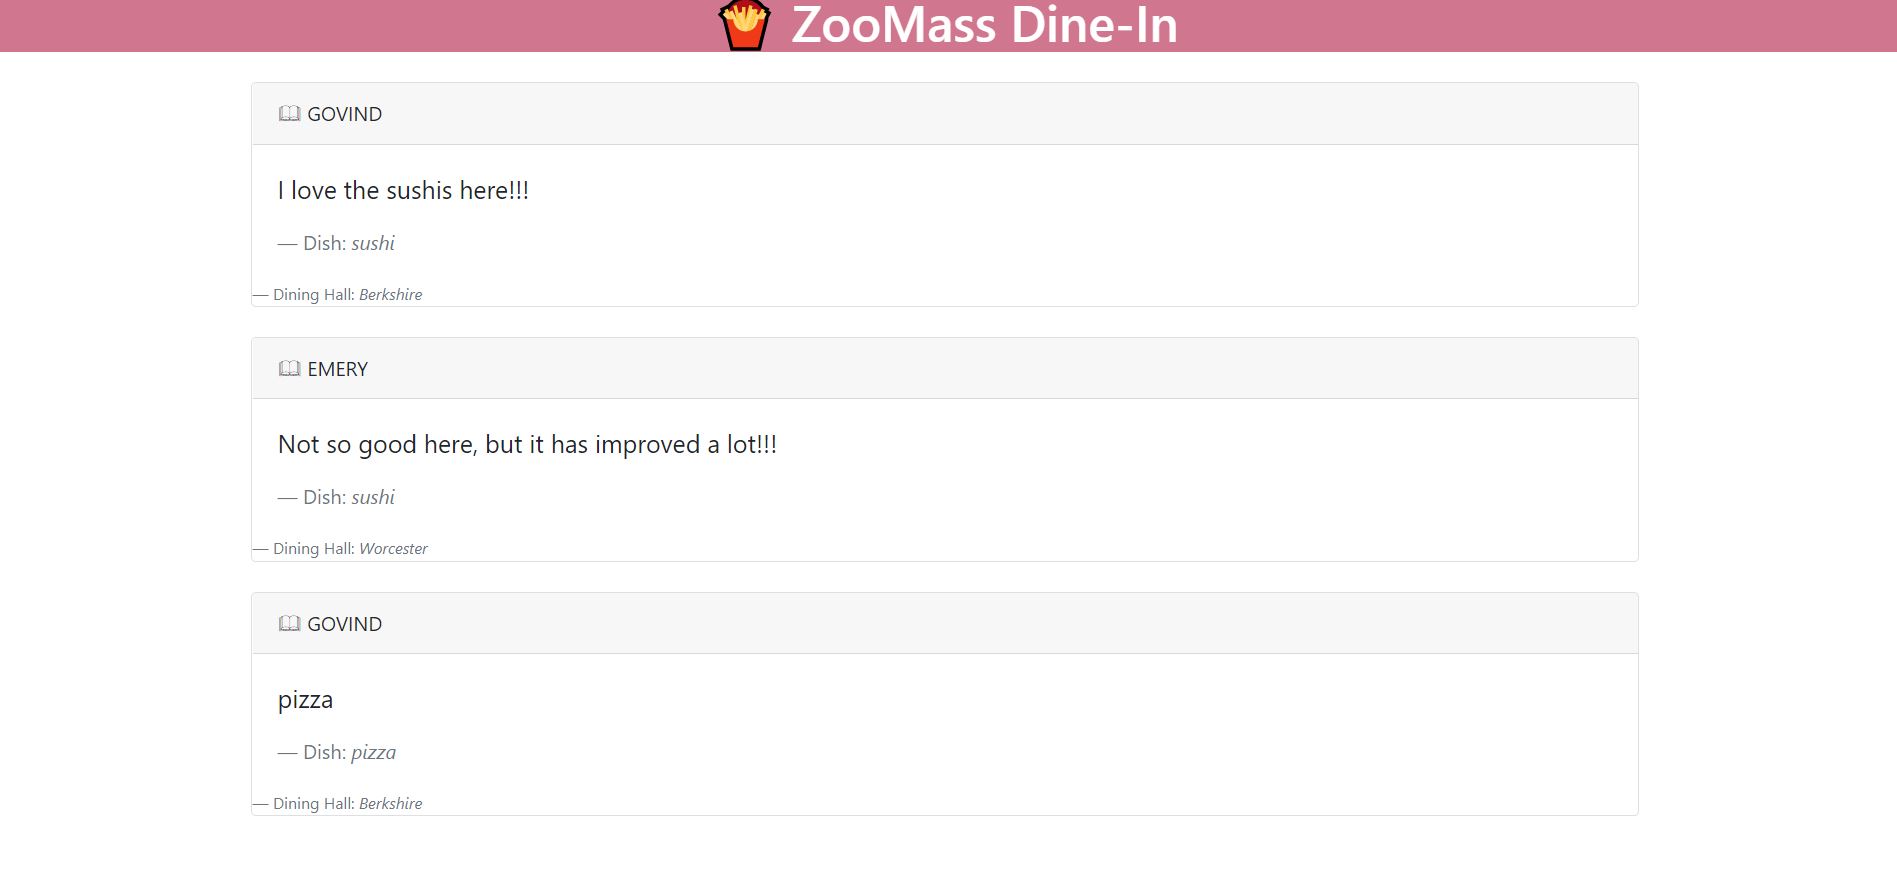 ZooMass Dine-In
GOVIND
I love the sushis here!!!
— Dish: sushi
— Dining Hall: Berkshire
EMERY
Not so good here, but it has improved a lot!!!
— Dish: sushi
— Dining Hall: Worcester
GOVIND
pizza
— Dish: pizza
— Dining Hall: Berkshire